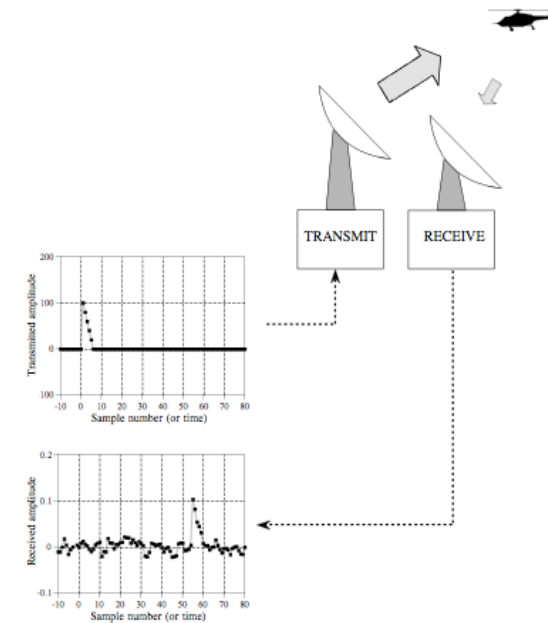 TRANSMIT
RECEIVE
200
100
0
-100
Transmitted amplitude
-10 0 10 20 30 40 50 60 70 80
Sample number (or time)
0.2
0.1
0
-0.1
Received amplitude
-10 0 10 20 30 40 50 60 70 80
Sample number (or time)